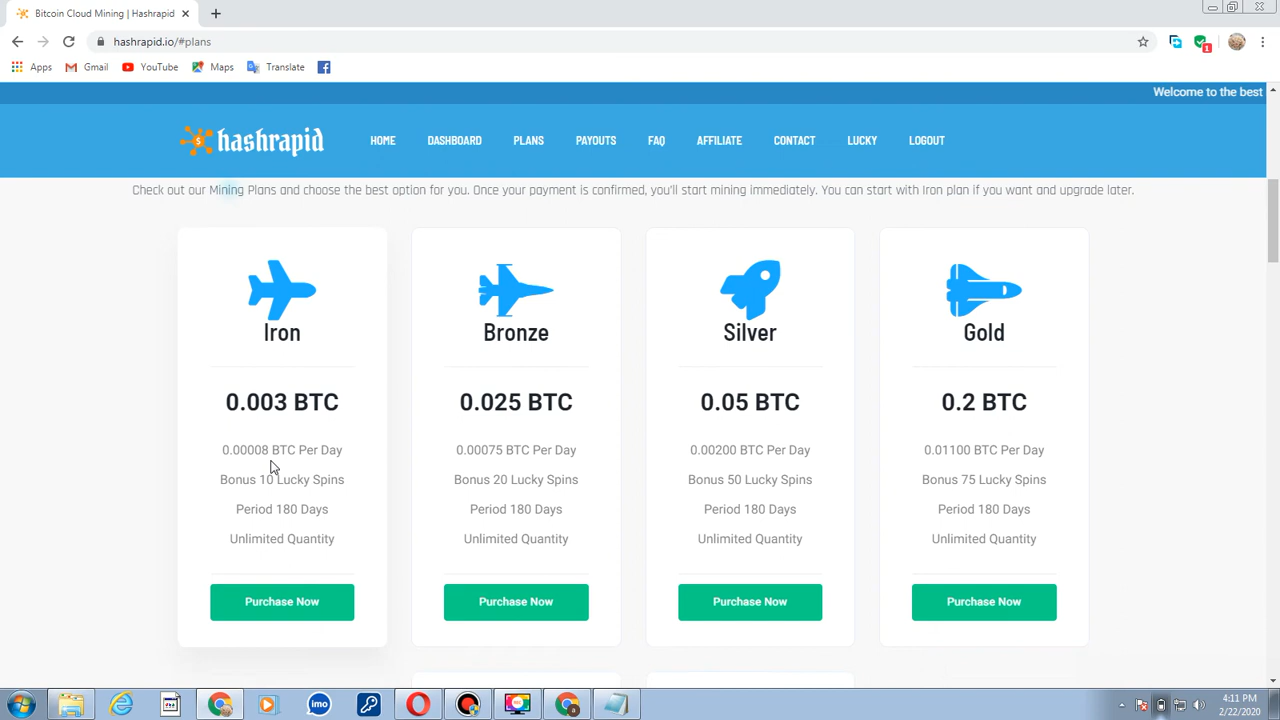 Bitcoin Cloud Mining | Hashrapid
hashrapid.io/#plans
1
Apps Gmail YouTube Maps Translate
Welcome to the best
hashrapid HOME DASHBOARD PLANS PAYOUTS FAQ AFFILIATE CONTACT LUCKY LOGOUT
Check out our Mining Plans and choose the best option for you. Once your payment is confirmed, you'll start mining immediately. You can start with Iron plan if you want and upgrade later.
Iron
0.003 BTC
0.00008 BTC Per Day
Bonus 10 Lucky Spins
Period 180 Days
Unlimited Quantity
Purchase Now
Bronze
0.025 BTC
0.00075 BTC Per Day
Bonus 20 Lucky Spins
Period 180 Days
Unlimited Quantity
Purchase Now
Silver
0.05 BTC
0.00200 BTC Per Day
Bonus 50 Lucky Spins
Period 180 Days
Unlimited Quantity
Purchase Now
Gold
0.2 BTC
0.01100 BTC Per Day
Bonus 75 Lucky Spins
Period 180 Days
Unlimited Quantity
Purchase Now
imo
4:11 PM
2/22/2020